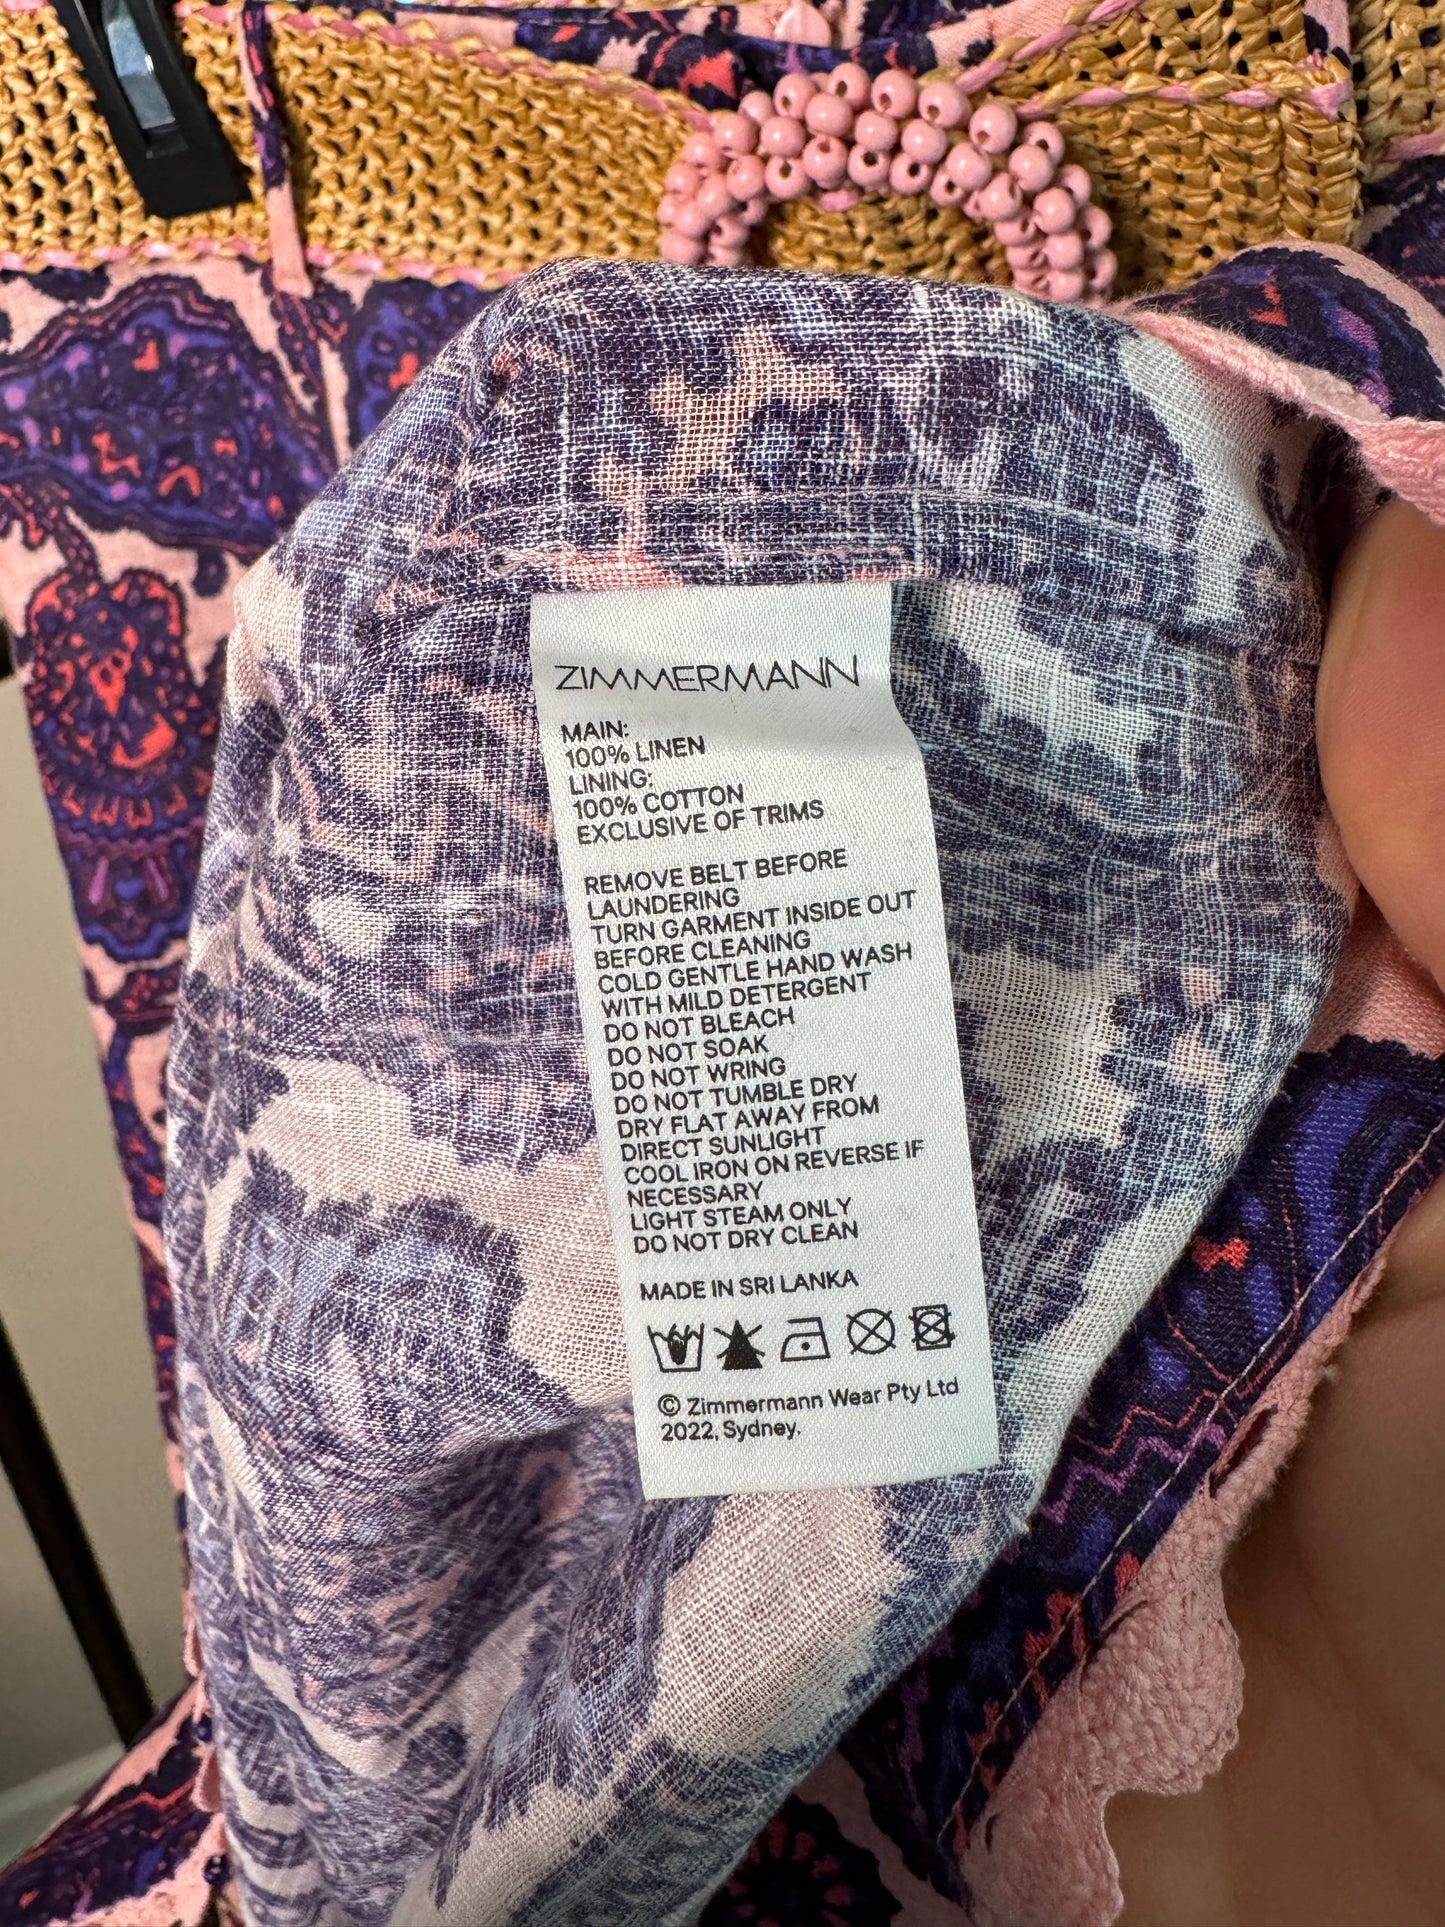 ZIMMERMANN
MAIN:
100% LINEN
LINING:
100% COTTON
EXCLUSIVE OF TRIMS
REMOVE BELT BEFORE
LAUNDERING
TURN GARMENT INSIDE OUT
BEFORE CLEANING
COLD GENTLE HAND WASH
WITH MILD DETERGENT
DO NOT BLEACH
DO NOT SOAK
DO NOT WRING
DO NOT TUMBLE DRY
DRY FLAT AWAY FROM
DIRECT SUNLIGHT
COOL IRON ON REVERSE IF
NECESSARY
LIGHT STEAM ONLY
DO NOT DRY CLEAN
MADE IN SRI LANKA
© Zimmermann Wear Pty Ltd
2022, Sydney.